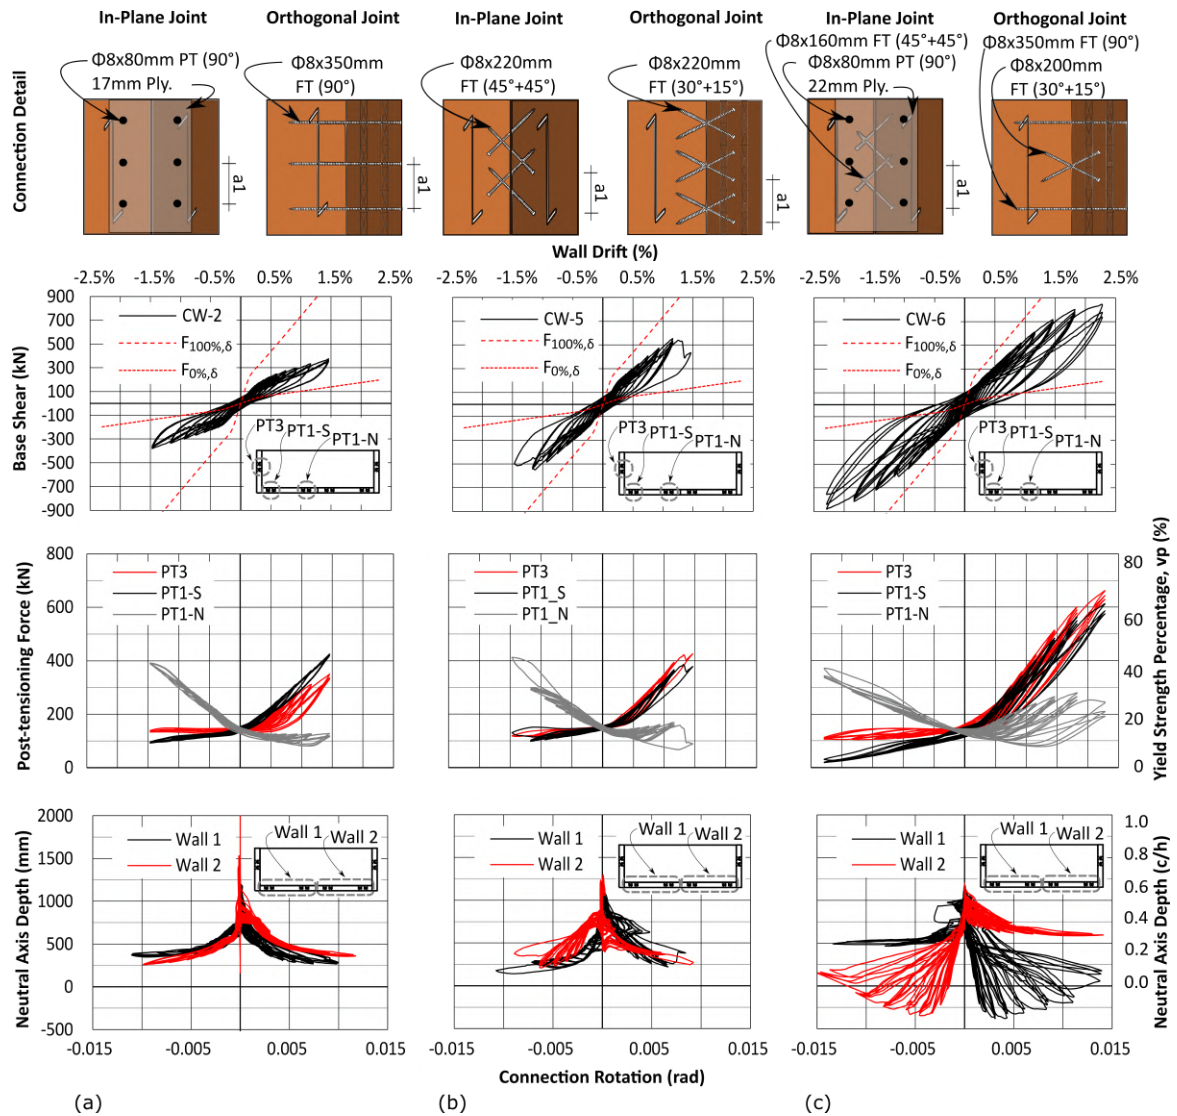 In-Plane Joint Orthogonal Joint In-Plane Joint Orthogonal Joint In-Plane Joint Orthogonal Joint
Connection Detail
Φ8x80mm PT (90°)
17mm Ply.
Φ8x350mm
FT (90°)
a1
a1
Φ8x220mm
FT (45°+45°)
Φ8x220mm
FT (30°+15°)
a1
a1
Φ8x160mm FT (45°+45°)
Φ8x80mm PT (90°)
22mm Ply.
Φ8x350mm FT (90°)
Φ8x200mm
FT (30°+15°)
a1
Wall Drift (%)
-2.5% -1.5% -0.5% 0.5% 1.5% 2.5% -2.5% -1.5% -0.5% 0.5% 1.5% 2.5% -2.5% -1.5% -0.5% 0.5% 1.5% 2.5%
Base Shear (kN)
900
700
500
300
100
-100
-300
-500
-700
-900
CW-2
F100%,δ
F0%,δ
PT3
PT1-S
PT1-N
CW-5
F100%,δ
F0%,δ
PT3
PT1-S
PT1-N
CW-6
F100%,δ
F0%,δ
PT3
PT1-S
PT1-N
Post-tensioning Force (kN)
800
600
400
200
0
PT3
PT1-S
PT1-N
PT3
PT1_S
PT1_N
PT3
PT1-S
PT1-N
80
60
40
20
0
Yield Strength Percentage, vp (%)
Neutral Axis Depth (mm)
2000
1500
1000
500
0
-500
Wall 1
Wall 2
Wall 1
Wall 2
Wall 1
Wall 2
Wall 1
Wall 2
Wall 1
Wall 2
Wall 1
Wall 2
1.0
0.8
0.6
0.4
0.2
0.0
Neutral Axis Depth (c/h)
-0.015 -0.005 0.005 0.015 -0.005 0.005 0.015 -0.005 0.005 0.015
Connection Rotation (rad)
(a) (b) (c)